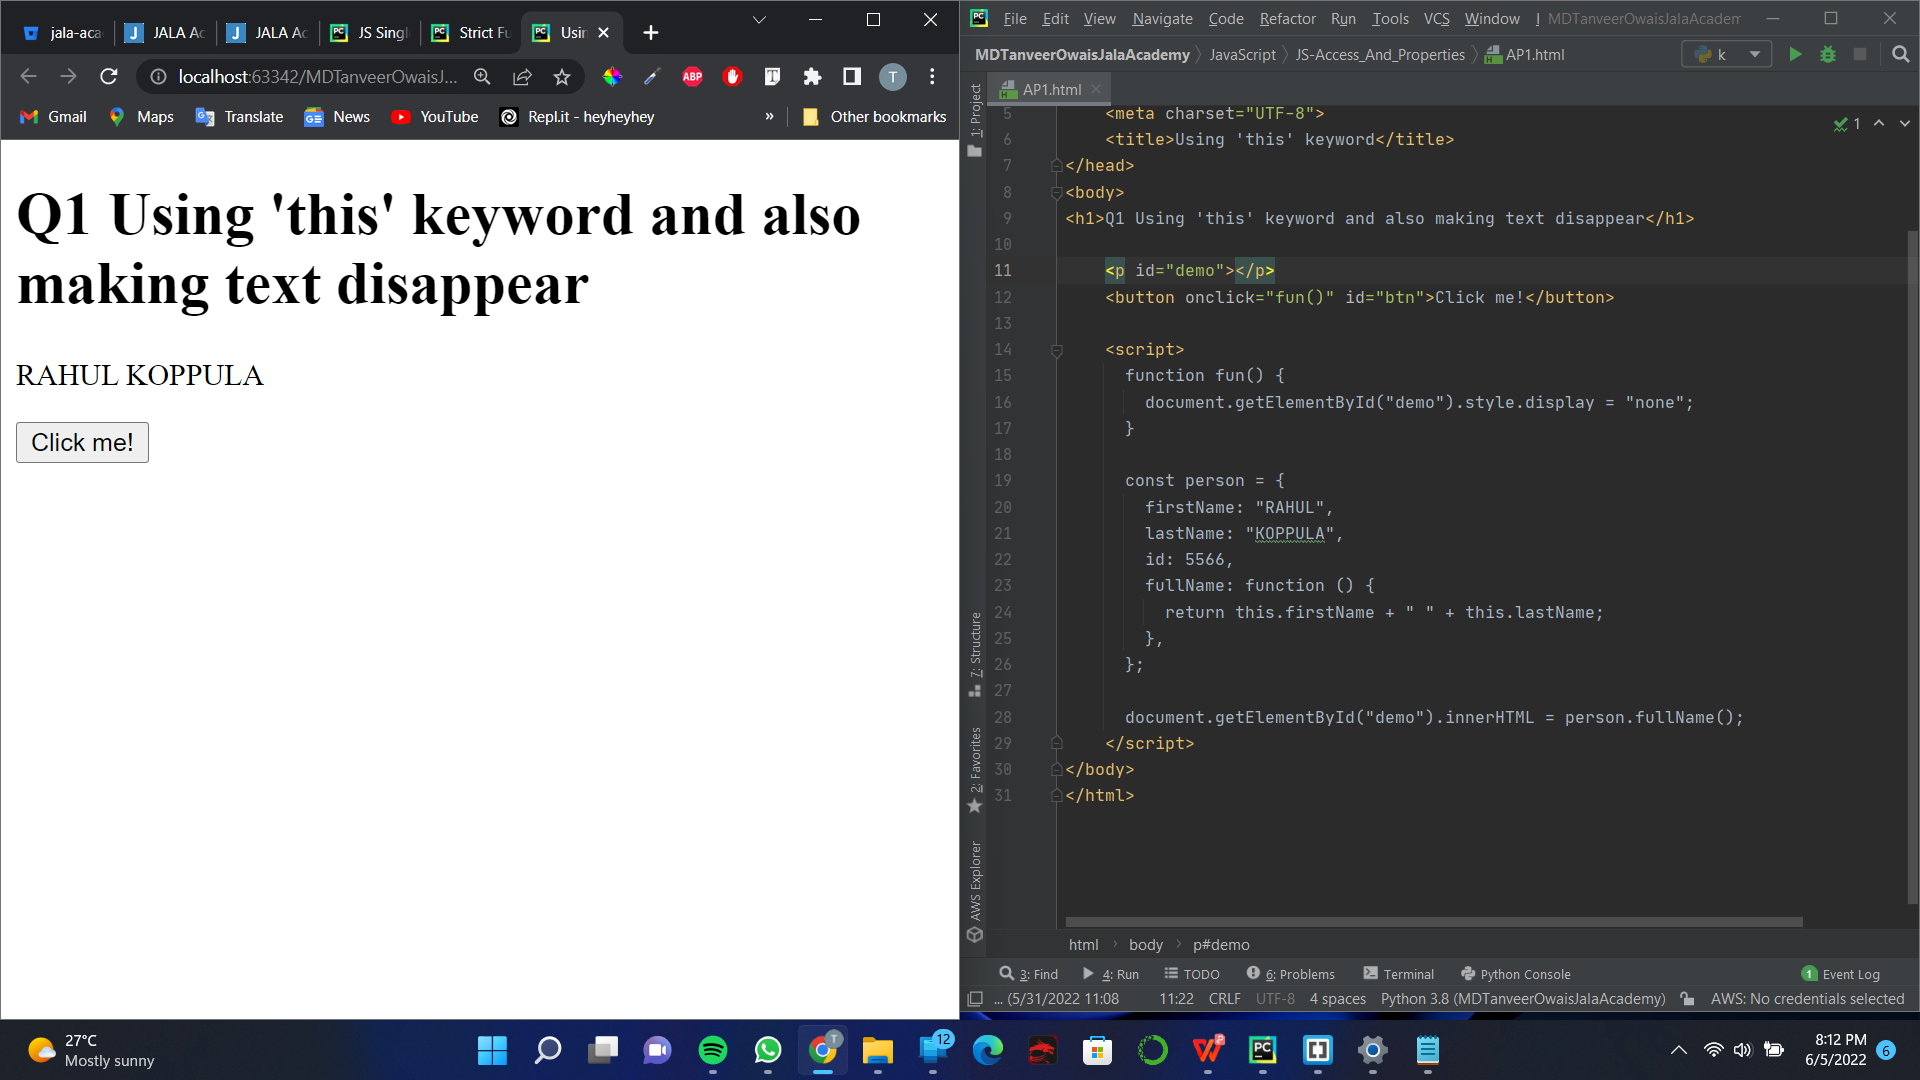 jala-aca
JALA Ac
JALA Ac
JS Singl
Strict Fu
Usin
localhost:63342/MDTanveerOwaisJ...
ABP
T
T
Gmail
Maps
Translate
News
YouTube
Repl.it - heyheyhey
»
Other bookmarks
Q1 Using 'this' keyword and also
making text disappear
RAHUL KOPPULA
Click me!
File Edit View Navigate Code Refactor Run Tools VCS Window MDTanveerOwaisJalaAcadem
MDTanveerOwaisJalaAcademy JavaScript JS-Access_And_Properties AP1.html
k
AP1.html
1
5 <meta charset="UTF-8">
6 <title>Using 'this' keyword</title>
7 </head>
8 <body>
9 <h1>Q1 Using 'this' keyword and also making text disappear</h1>
10
11 <p id="demo"></p>
12 <button onclick="fun()" id="btn">Click me!</button>
13
14 <script>
15 function fun() {
16 document.getElementById("demo").style.display = "none";
17 }
18
19 const person = {
20 firstName: "RAHUL",
21 lastName: "KOPPULA",
22 id: 5566,
23 fullName: function () {
24 return this.firstName + " " + this.lastName;
25 },
26 };
27
28 document.getElementById("demo").innerHTML = person.fullName();
29 </script>
30 </body>
31 </html>
1: Project
7: Structure
2: Favorites
AWS Explorer
html body p#demo
3: Find 4: Run TODO 6: Problems Terminal Python Console 1 Event Log
... (5/31/2022 11:08 11:22 CRLF UTF-8 4 spaces Python 3.8 (MDTanveerOwaisJalaAcademy) AWS: No credentials selected
27°C
Mostly sunny
T
12
PC
8:12 PM
6/5/2022
6